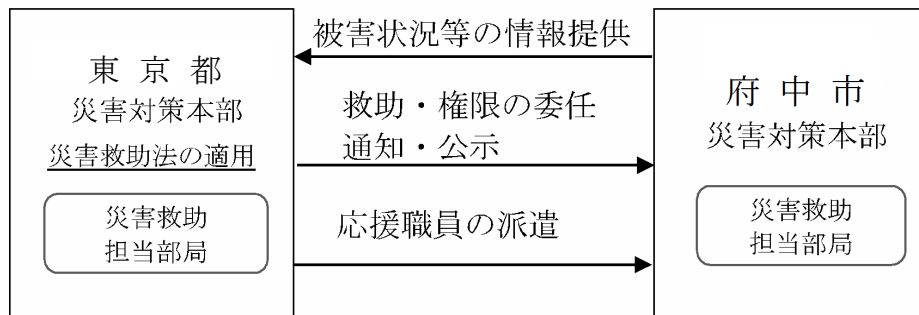 東 京 都
災害対策本部
災害救助法の適用
災害救助
担当部局
被害状況等の情報提供
救助・権限の委任
通知・公示
応援職員の派遣
府 中 市
災害対策本部
災害救助
担当部局